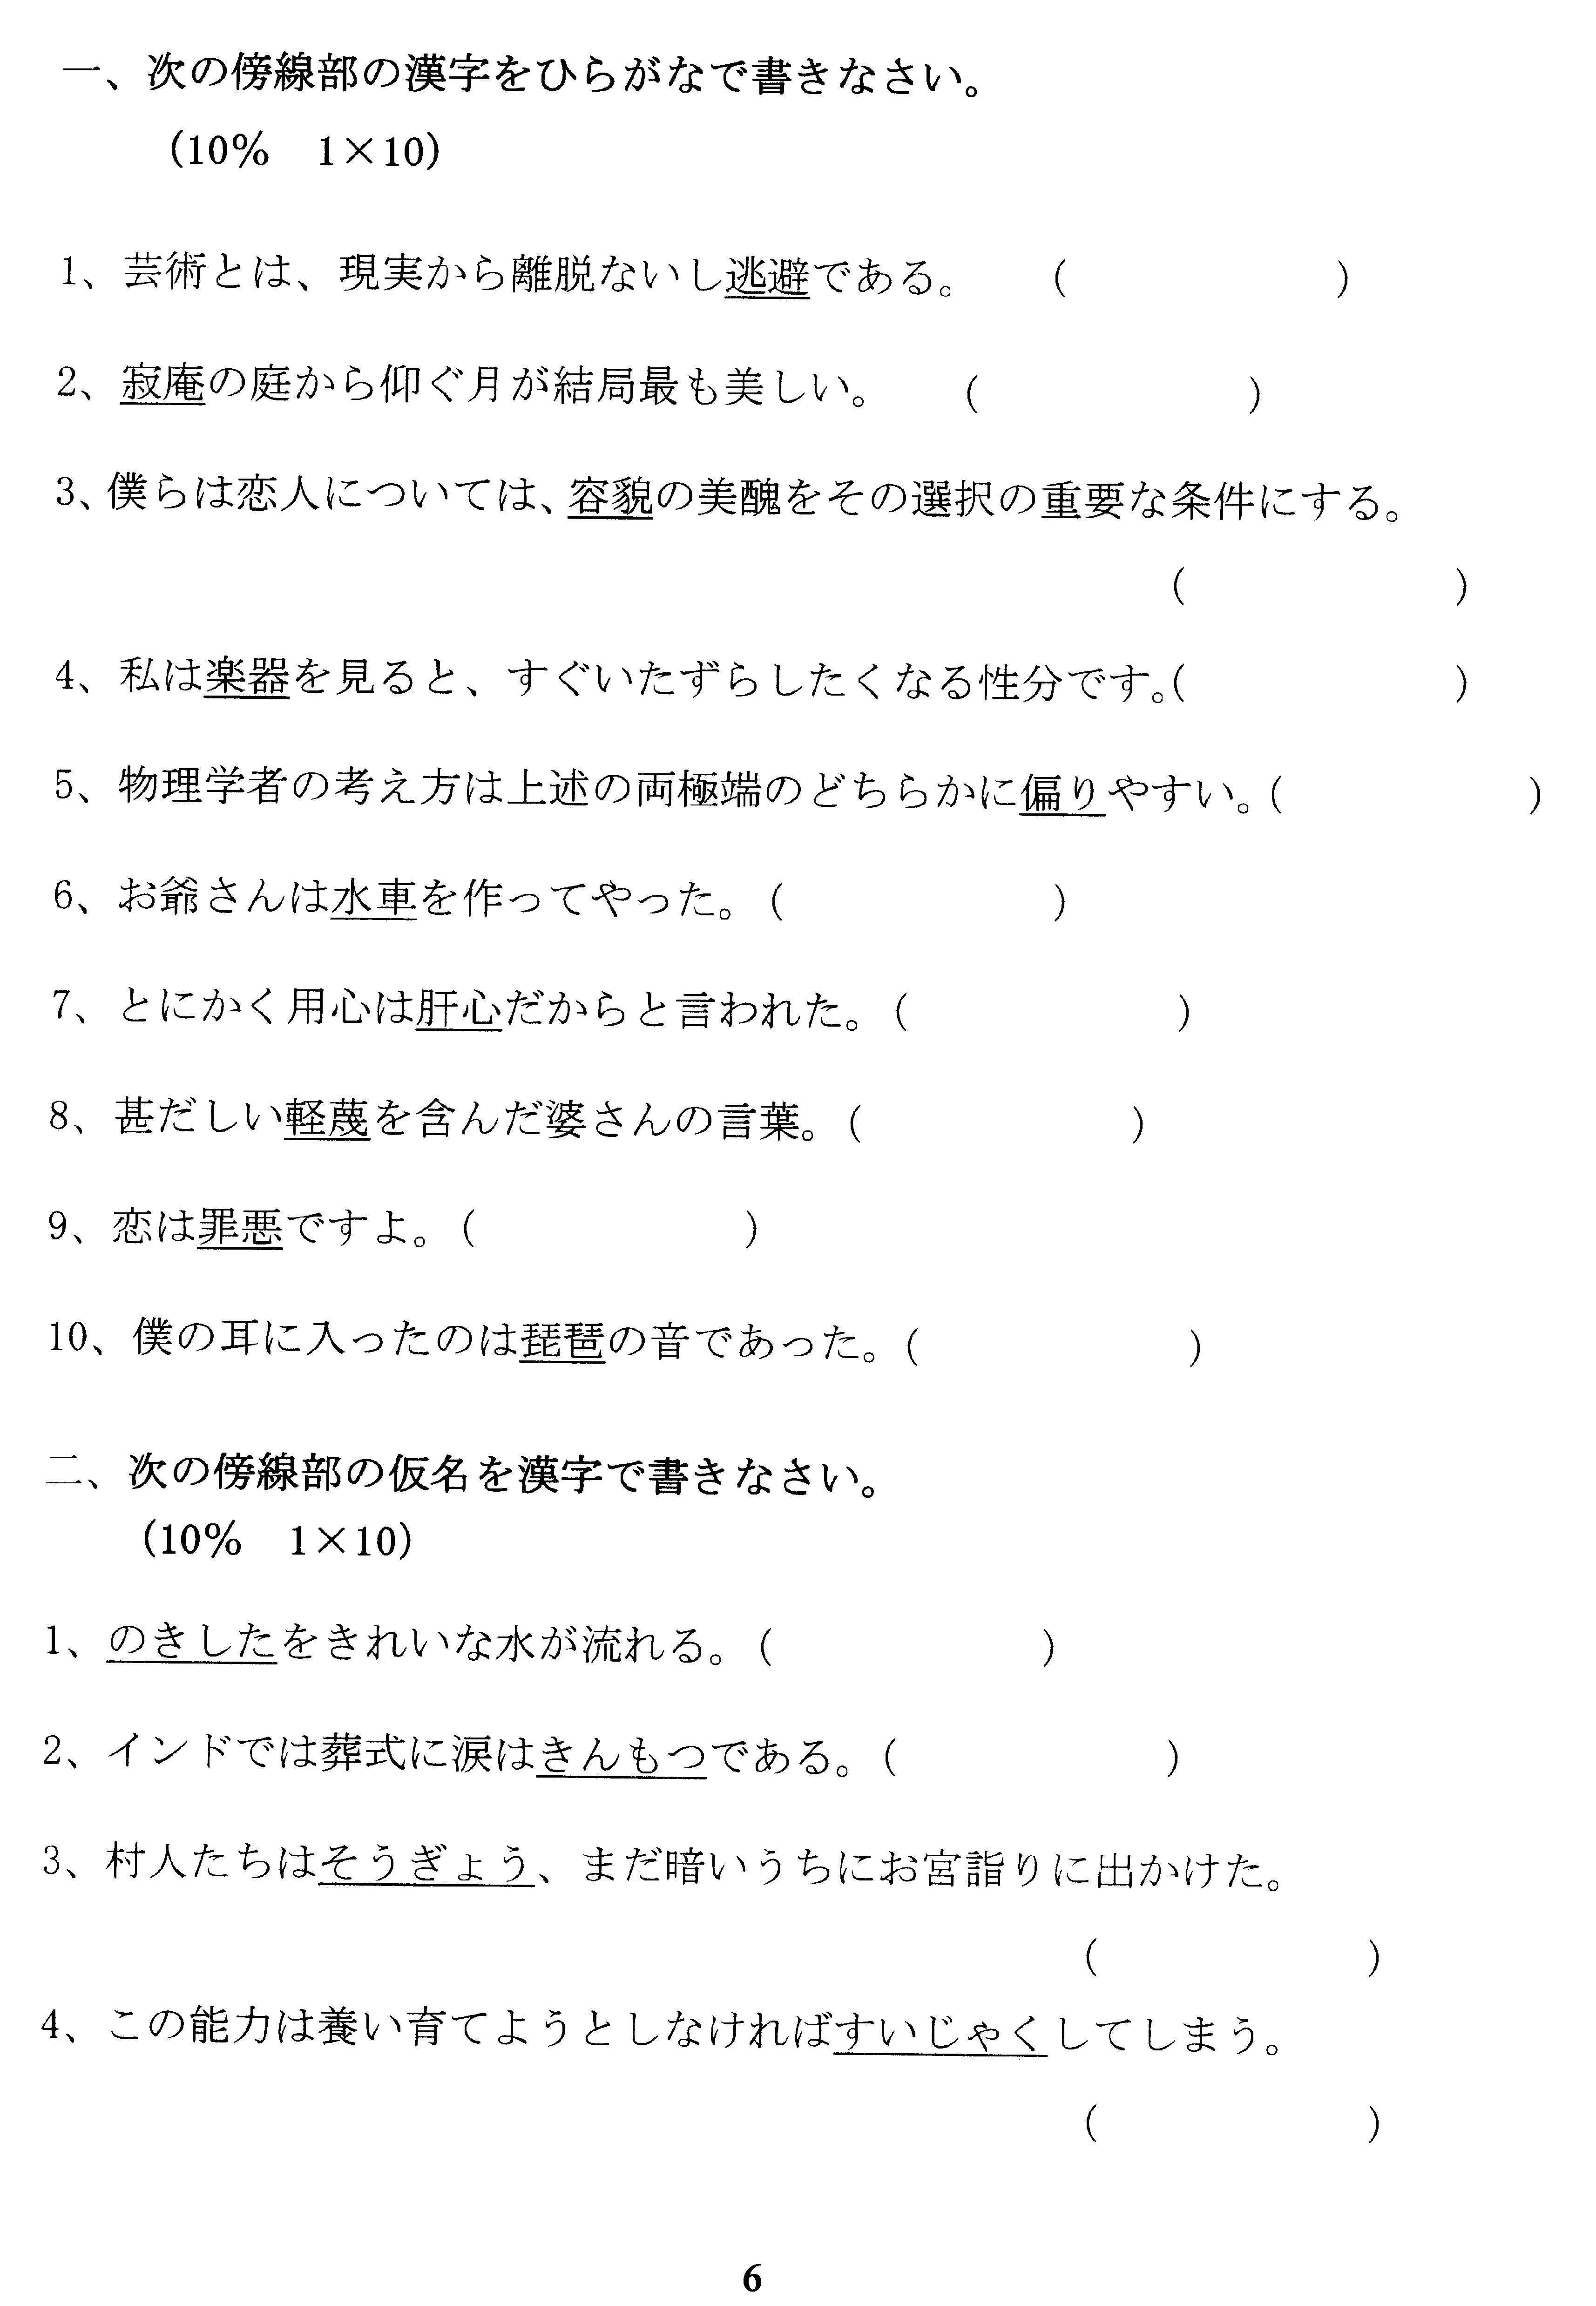 一、次の傍線部の漢字をひらがなで書きなさい。
(10%　1×10)
1、芸術とは、現実から離脱ないし逃避である。　　(　　　　　　)
2、寂庵の庭から仰ぐ月が結局最も美しい。　　(　　　　　　)
3、僕らは恋人については、容貌の美醜をその選択の重要な条件にする。
(　　　　　　)
4、私は楽器を見ると、すぐいたずらしたくなる性分です。(　　　　　　)
5、物理学者の考え方は上述の両極端のどちらかに偏りやすい。(　　　　　　)
6、お爺さんは水車を作ってやった。(　　　　　　)
7、とにかく用心は肝心だからと言われた。(　　　　　　)
8、甚だしい軽蔑を含んだ婆さんの言葉。(　　　　　　)
9、恋は罪悪ですよ。(　　　　　　)
10、僕の耳に入ったのは琵琶の音であった。(　　　　　　)
二、次の傍線部の仮名を漢字で書きなさい。
(10%　1×10)
1、のきしたをきれいな水が流れる。(　　　　　　)
2、インドでは葬式に涙はきんもつである。(　　　　　　)
3、村人たちはそうぎょう、まだ暗いうちにお宮詣りに出かけた。
(　　　　　　)
4、この能力は養い育てようとしなければすいじゃくしてしまう。
(　　　　　　)
6